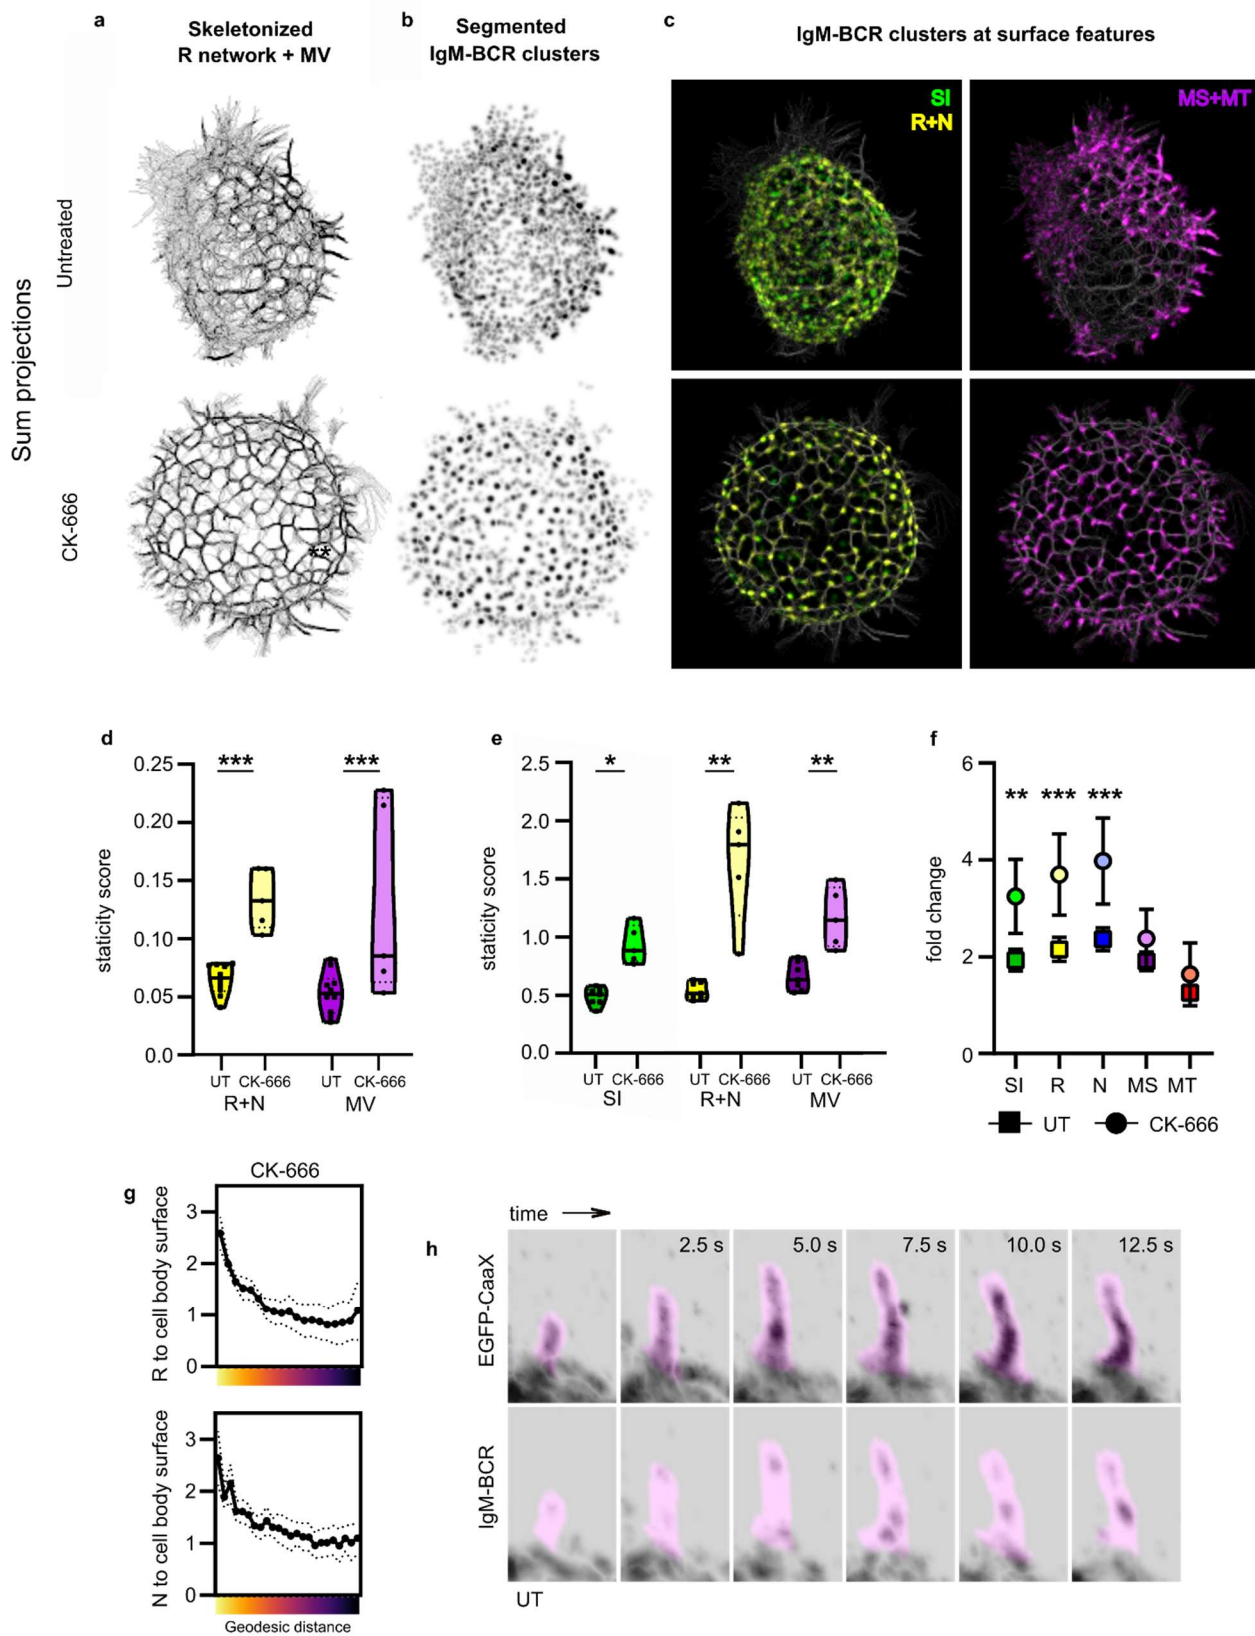 a
Skeletonized
R network + MV
b
Segmented
IgM-BCR clusters
c
IgM-BCR clusters at surface features
Sum projections
Untreated
SI
R+N
MS+MT
CK-666
**
d
staticity score
0.25
0.20
0.15
0.10
0.05
0.0
***
***
UT CK-666
UT CK-666
R+N
MV
e
staticity score
2.5
2.0
1.5
1.0
0.5
0.0
*
**
**
UT CK-666
UT CK-666
UT CK-666
SI
R+N
MV
f
fold change
6
4
2
0
** *** ***
SI R N MS MT
UT
CK-666
g
CK-666
R to cell body surface
3
2
1
0
N to cell body surface
3
2
1
0
Geodesic distance
h
time
EGFP-CaaX
2.5 s
5.0 s
7.5 s
10.0 s
12.5 s
IgM-BCR
UT